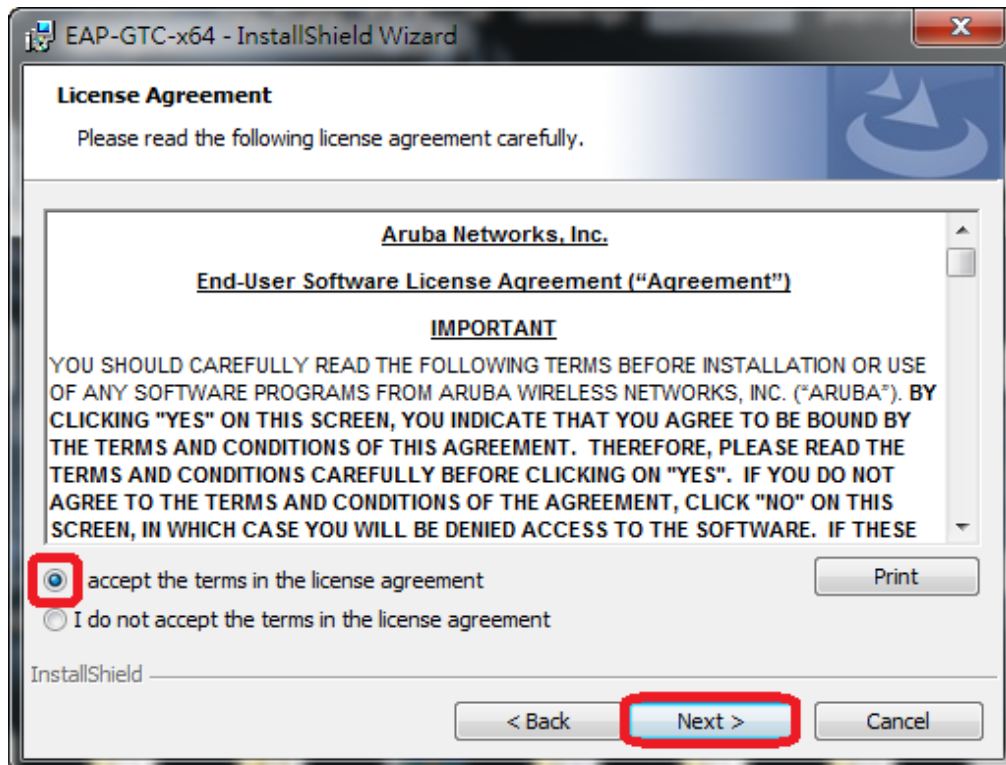 EAP-GTC-x64 - InstallShield Wizard
License Agreement
Please read the following license agreement carefully.
Aruba Networks, Inc.
End-User Software License Agreement (“Agreement”)
IMPORTANT
YOU SHOULD CAREFULLY READ THE FOLLOWING TERMS BEFORE INSTALLATION OR USE
OF ANY SOFTWARE PROGRAMS FROM ARUBA WIRELESS NETWORKS, INC. (“ARUBA”). BY
CLICKING "YES" ON THIS SCREEN, YOU INDICATE THAT YOU AGREE TO BE BOUND BY
THE TERMS AND CONDITIONS OF THIS AGREEMENT. THEREFORE, PLEASE READ THE
TERMS AND CONDITIONS CAREFULLY BEFORE CLICKING ON "YES". IF YOU DO NOT
AGREE TO THE TERMS AND CONDITIONS OF THE AGREEMENT, CLICK "NO" ON THIS
SCREEN, IN WHICH CASE YOU WILL BE DENIED ACCESS TO THE SOFTWARE. IF THESE
accept the terms in the license agreement
Print
I do not accept the terms in the license agreement
InstallShield
< Back
Next >
Cancel